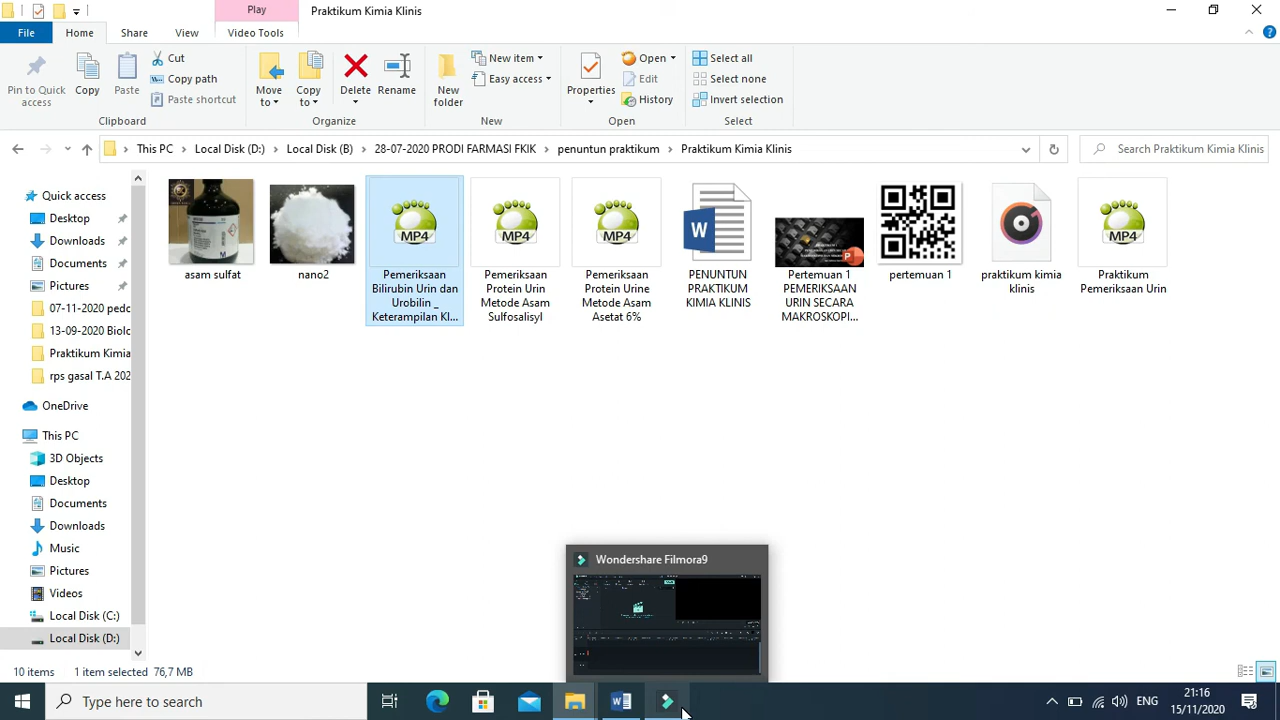 Play
Praktikum Kimia Klinis
File
Home
Share
View
Video Tools
Pin to Quick access
Copy
Paste
Cut
Copy path
Paste shortcut
Clipboard
Move to
Copy to
Delete
Rename
Organize
New folder
New item
Easy access
New
Properties
Open
Edit
History
Open
Select all
Select none
Invert selection
Select
This PC
Local Disk (D:)
Local Disk (B)
28-07-2020 PRODI FARMASI FKIK
penuntun praktikum
Praktikum Kimia Klinis
Search Praktikum Kimia Klinis
Quick access
Desktop
Downloads
Documents
Pictures
07-11-2020 pedo
13-09-2020 Biolo
Praktikum Kimia
rps gasal T.A 202
OneDrive
This PC
3D Objects
Desktop
Documents
Downloads
Music
Pictures
Videos
Local Disk (C:)
Local Disk (D:)
asam sulfat
nano2
MP4
Pemeriksaan
Bilirubin Urin dan
Urobilin _
Keterampilan Kl...
MP4
Pemeriksaan
Protein Urin
Metode Asam
Sulfosalisyl
MP4
Pemeriksaan
Protein Urine
Metode Asam
Asetat 6%
W
PENUNTUN
PRAKTIKUM
KIMIA KLINIS
P
Pertemuan 1
PEMERIKSAAN
URIN SECARA
MAKROSKOPI...
pertemuan 1
praktikum kimia
klinis
MP4
Praktikum
Pemeriksaan Urin
Wondershare Filmora9
10 items
1 item selected 76,7 MB
Type here to search
W
ENG
21:16
15/11/2020